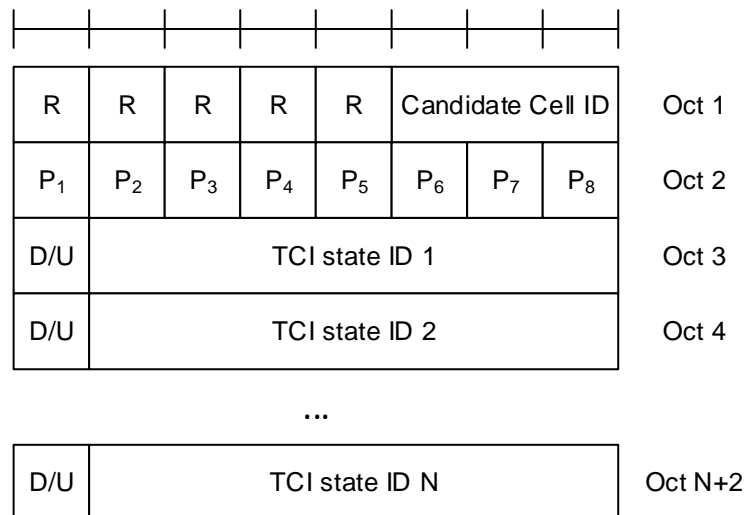 R R R R R Candidate Cell ID Oct 1
P₁ P₂ P₃ P₄ P₅ P₆ P₇ P₈ Oct 2
D/U TCI state ID 1 Oct 3
D/U TCI state ID 2 Oct 4
...
D/U TCI state ID N Oct N+2